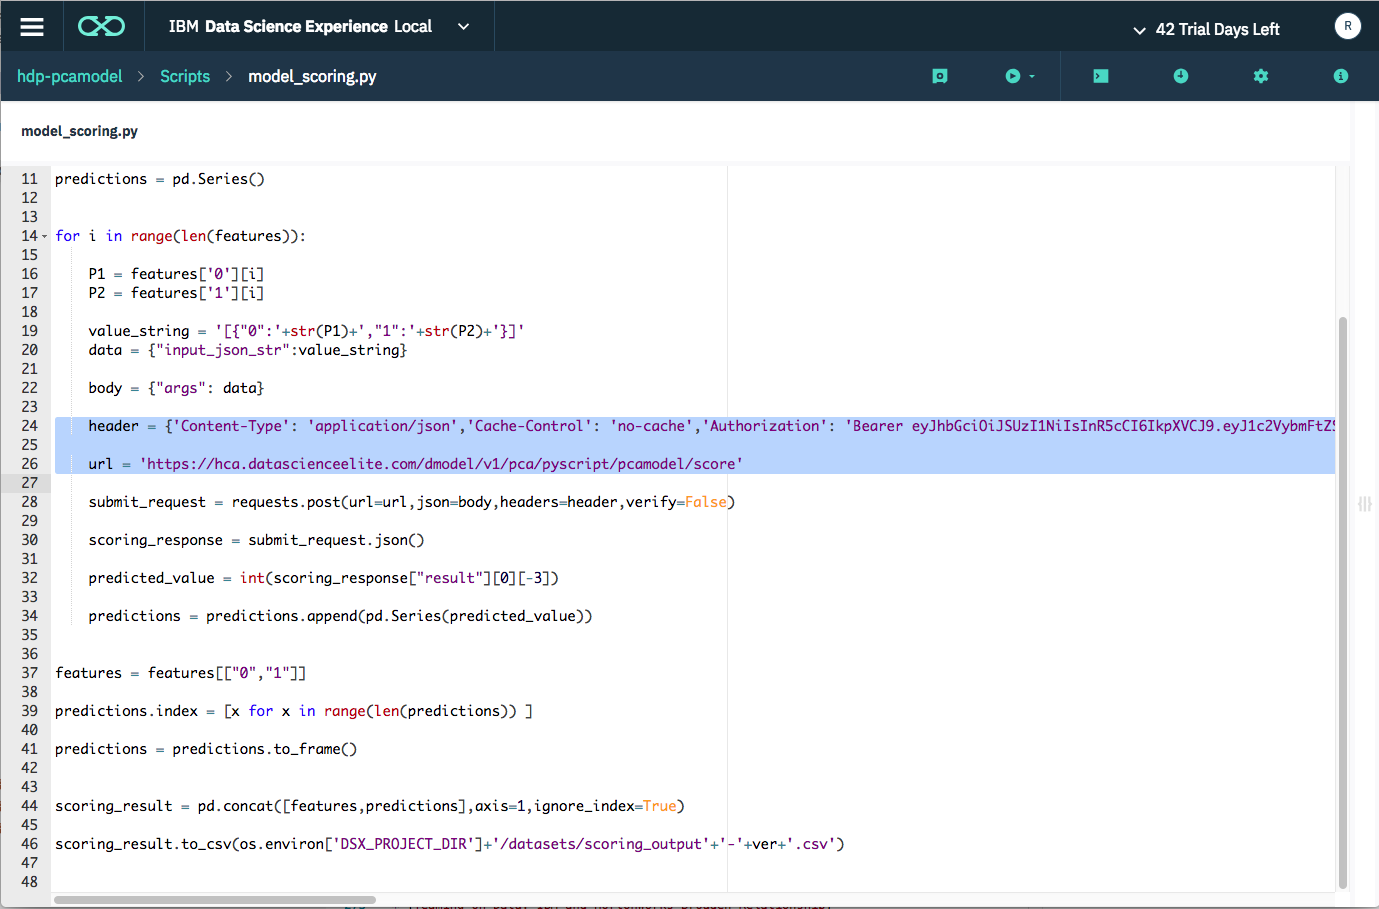 IBM Data Science Experience Local
42 Trial Days Left
R
hdp-pcamodel > Scripts > model_scoring.py
model_scoring.py
11 predictions = pd.Series()
12
13
14 for i in range(len(features)):
15
16 P1 = features['0'][i]
17 P2 = features['1'][i]
18
19 value_string = '[{"0":'+str(P1)+',"1":'+str(P2)+'}]'
20 data = {"input_json_str":value_string}
21
22 body = {"args": data}
23
24 header = {'Content-Type': 'application/json','Cache-Control': 'no-cache','Authorization': 'Bearer eyJhbGciOiJSUzI1NiIsInR5cCI6IkpXVCJ9.eyJ1c2VybmFtZS
25
26 url = 'https://hca.datascienceelite.com/dmodel/v1/pca/pyscript/pcamodel/score'
27
28 submit_request = requests.post(url=url,json=body,headers=header,verify=False)
29
30 scoring_response = submit_request.json()
31
32 predicted_value = int(scoring_response["result"][0][-3])
33
34 predictions = predictions.append(pd.Series(predicted_value))
35
36
37 features = features[["0","1"]]
38
39 predictions.index = [x for x in range(len(predictions)) ]
40
41 predictions = predictions.to_frame()
42
43
44 scoring_result = pd.concat([features,predictions],axis=1,ignore_index=True)
45
46 scoring_result.to_csv(os.environ['DSX_PROJECT_DIR']+'/datasets/scoring_output'+'-'+ver+'.csv')
47
48